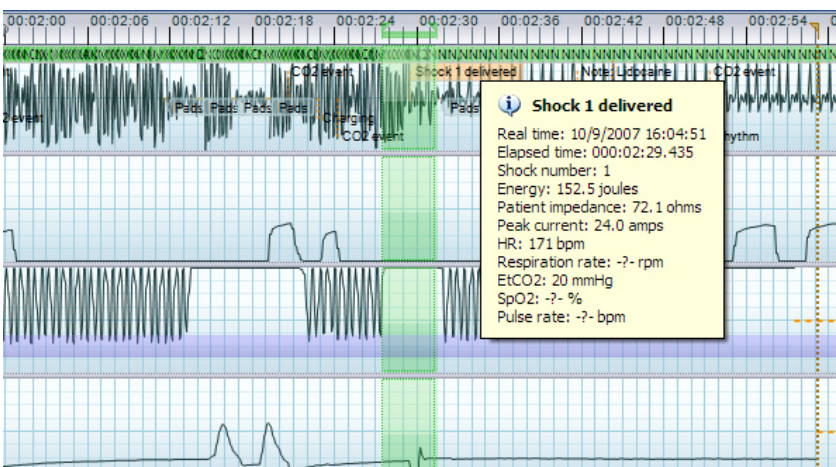 00:02:00 00:02:06 00:02:12 00:02:18 00:02:24 00:02:30 00:02:36 00:02:42 00:02:48 00:02:54
CO2 event Shock 1 delivered Note: Lidocaine CO2 event
Pads Pads Pads Pads Pads
2 event Charging
CO2 event hythm
Shock 1 delivered
Real time: 10/9/2007 16:04:51
Elapsed time: 000:02:29.435
Shock number: 1
Energy: 152.5 joules
Patient impedance: 72.1 ohms
Peak current: 24.0 amps
HR: 171 bpm
Respiration rate: -?- rpm
EtCO2: 20 mmHg
SpO2: -?- %
Pulse rate: -?- bpm